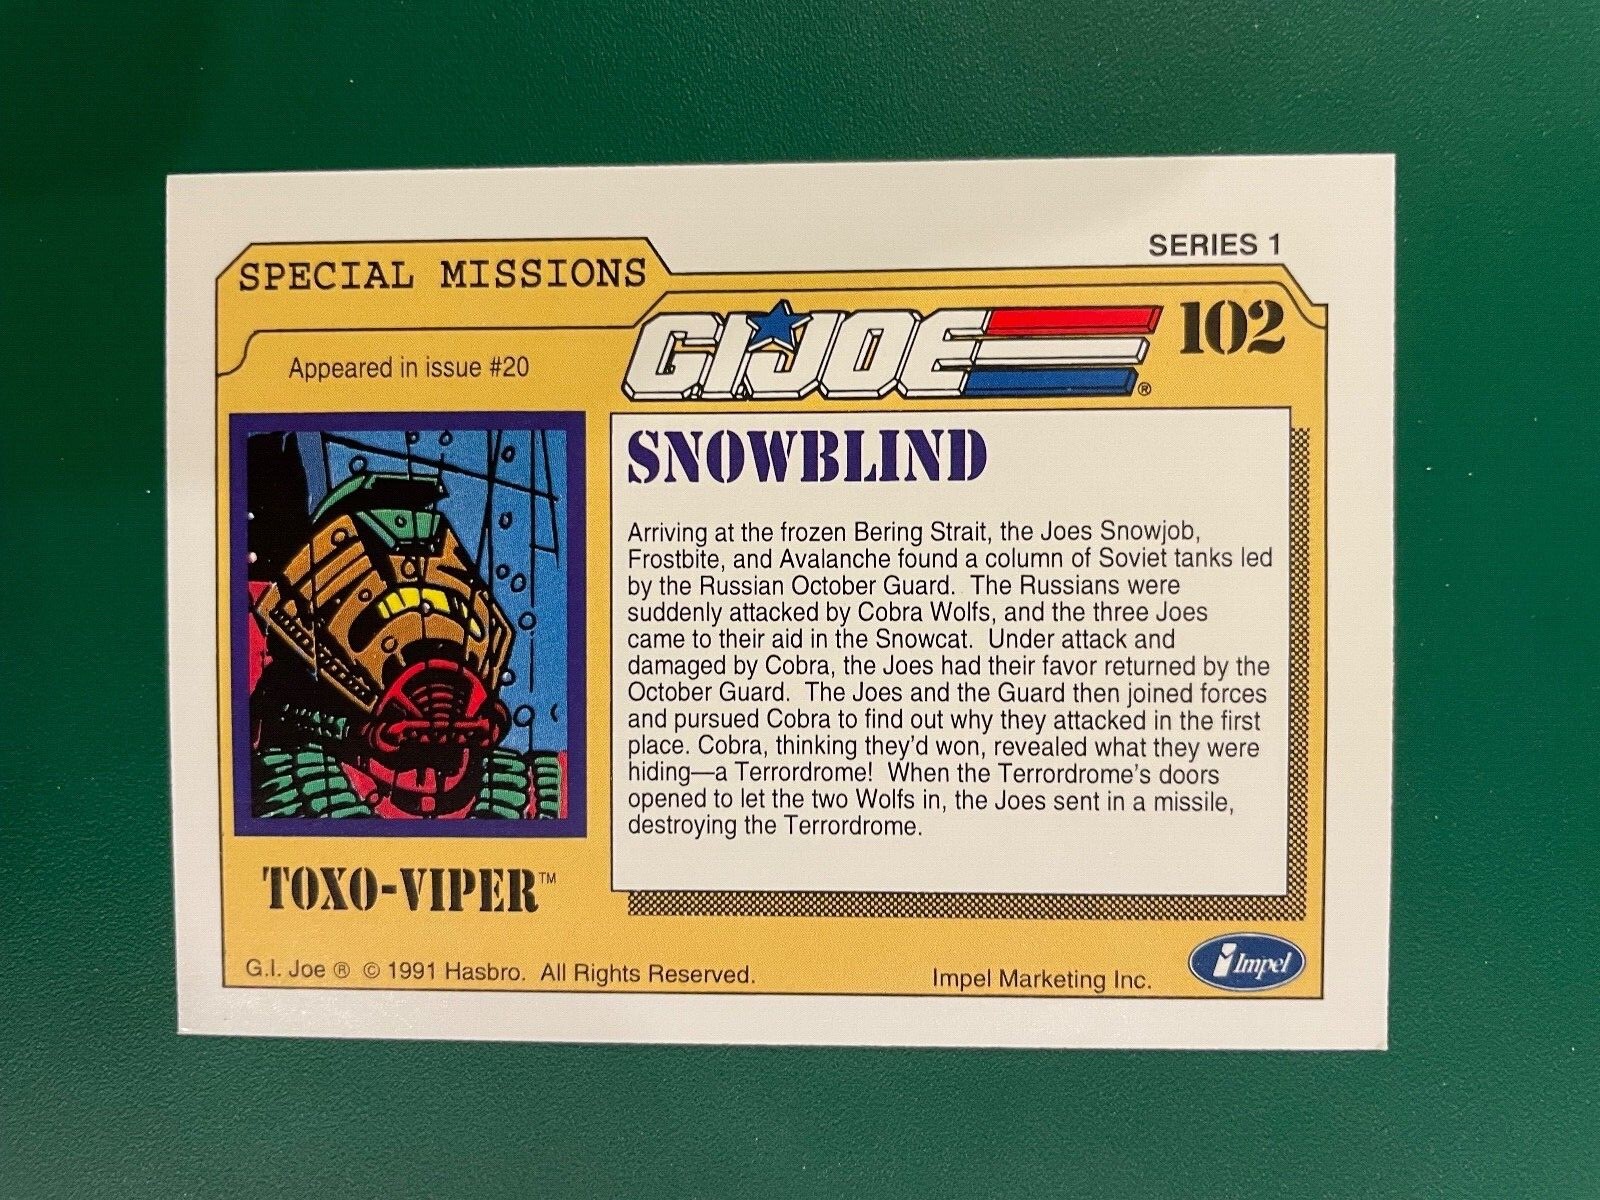 SERIES 1
SPECIAL MISSIONS
G.I. JOE ®
102
Appeared in issue #20
SNOWBLIND
Arriving at the frozen Bering Strait, the Joes Snowjob,
Frostbite, and Avalanche found a column of Soviet tanks led
by the Russian October Guard. The Russians were
suddenly attacked by Cobra Wolfs, and the three Joes
came to their aid in the Snowcat. Under attack and
damaged by Cobra, the Joes had their favor returned by the
October Guard. The Joes and the Guard then joined forces
and pursued Cobra to find out why they attacked in the first
place. Cobra, thinking they'd won, revealed what they were
hiding—a Terrordrome! When the Terrordrome's doors
opened to let the two Wolfs in, the Joes sent in a missile,
destroying the Terrordrome.
TOXO-VIPER™
G.I. Joe ® © 1991 Hasbro. All Rights Reserved.
Impel Marketing Inc.
Impel